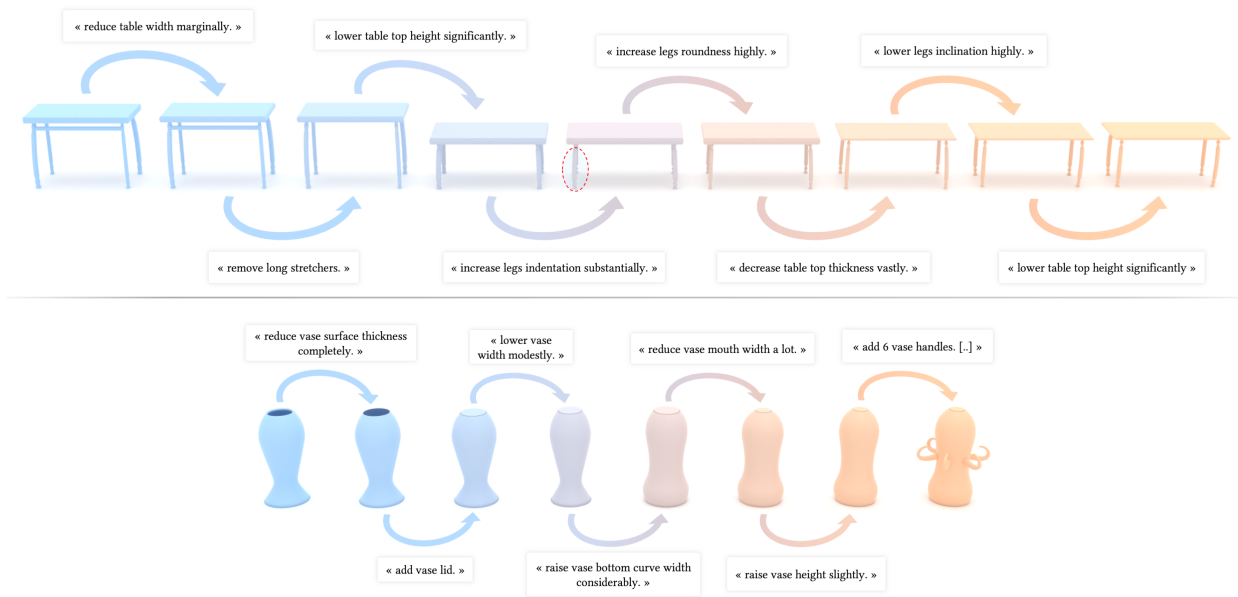 « reduce table width marginally. »
« lower table top height significantly. »
« increase legs roundness highly. »
« lower legs inclination highly. »
« remove long stretchers. »
« increase legs indentation substantially. »
« decrease table top thickness vastly. »
« lower table top height significantly »
« reduce vase surface thickness
completely. »
« lower vase
width modestly. »
« reduce vase mouth width a lot. »
« add 6 vase handles. [..] »
« add vase lid. »
« raise vase bottom curve width
considerably. »
« raise vase height slightly. »